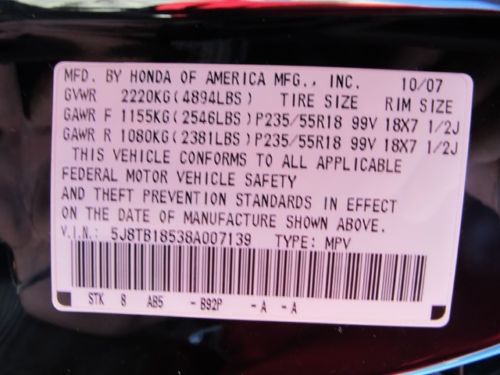 MFD. BY HONDA OF AMERICA MFG., INC. 10/07
GVWR 2220KG(4894LBS) TIRE SIZE RIM SIZE
GAWR F 1155KG(2546LBS)P235/55R18 99V 18X7 1/2J
GAWR R 1080KG(2381LBS)P235/55R18 99V 18X7 1/2J
THIS VEHICLE CONFORMS TO ALL APPLICABLE
FEDERAL MOTOR VEHICLE SAFETY
AND THEFT PREVENTION STANDARDS IN EFFECT
ON THE DATE OF MANUFACTURE SHOWN ABOVE.
V.I.N.: 5J8TB18538A007139 TYPE: MPV
STK 8 AB5 -B92P -A -A